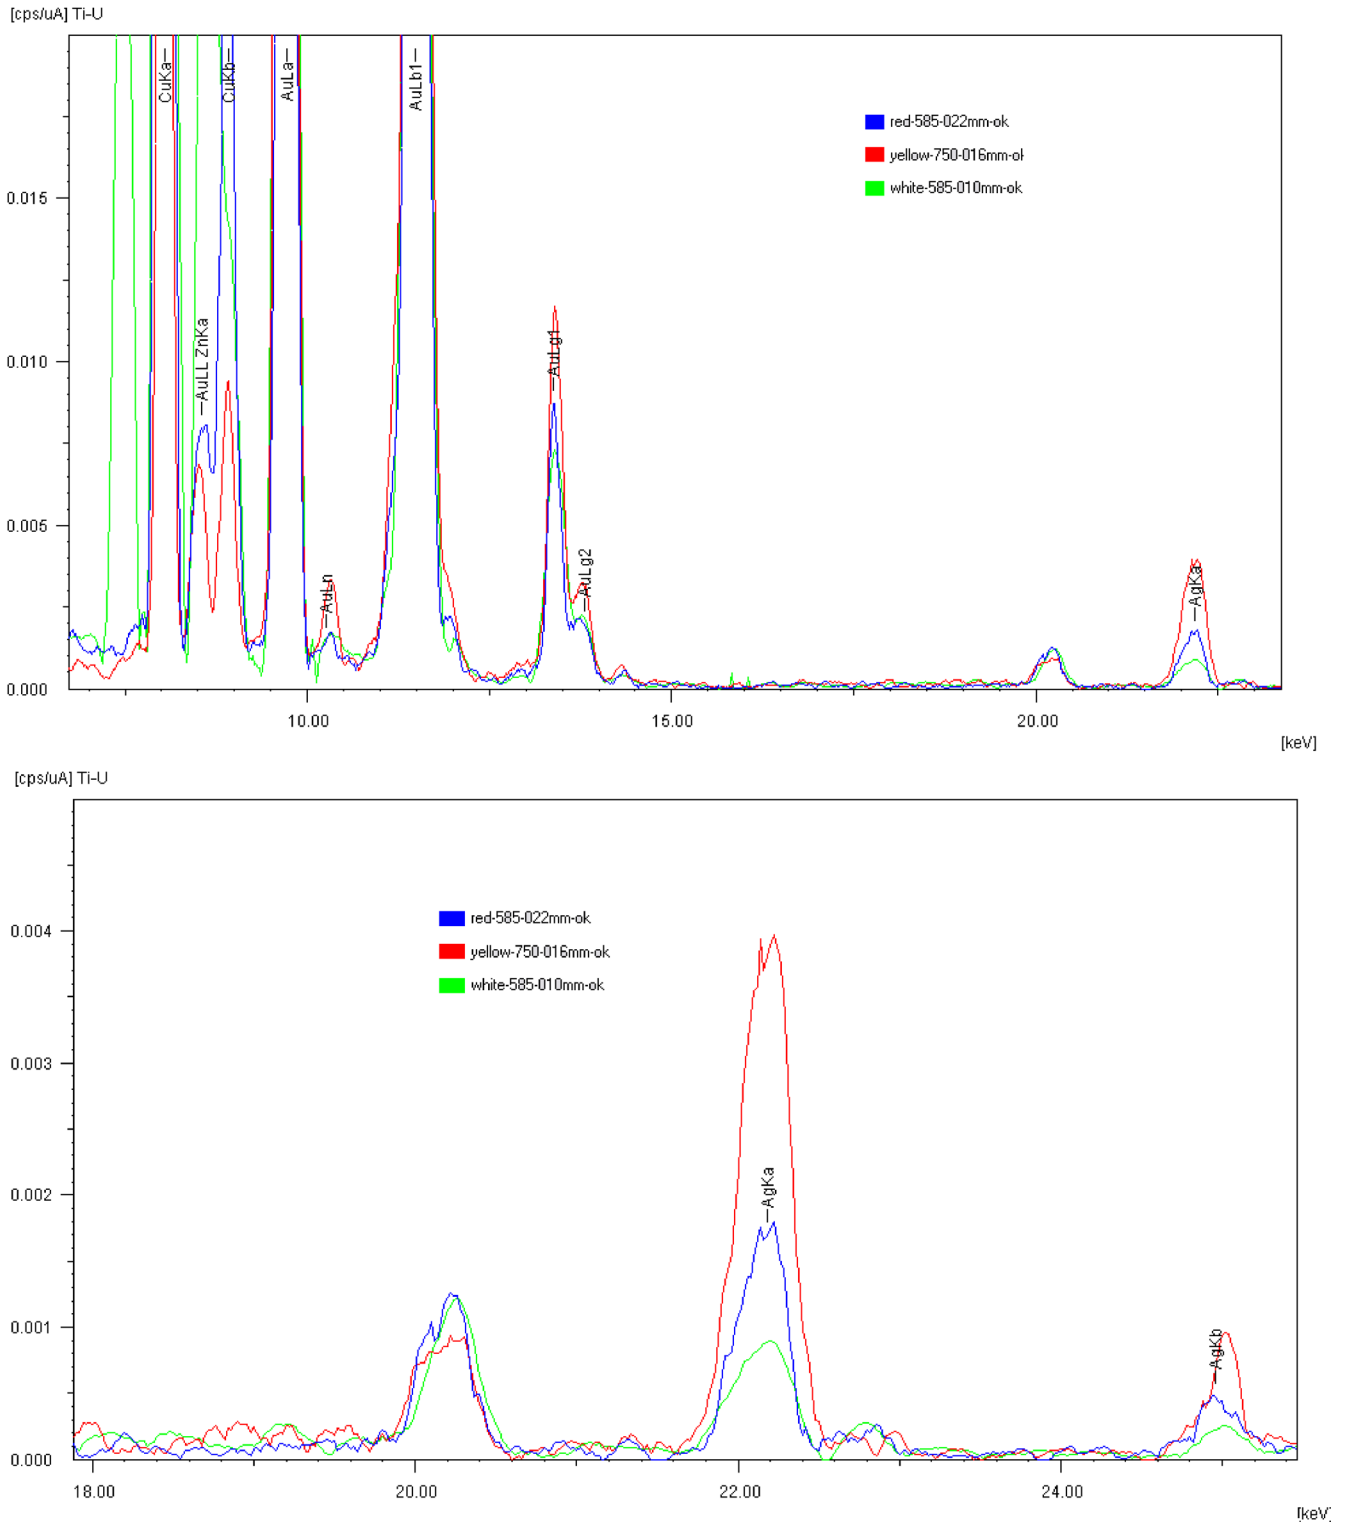 [cps/uA] Ti-U
CuKa
CuKb
AuLa
AuLb1
red-585-022mm-ok
yellow-750-016mm-ok
white-585-010mm-ok
0.015
AuLL ZnKa
0.010
AuLg1
0.005
AuLn
AuLg2
AgKa
0.000
10.00 15.00 20.00
[keV]
[cps/uA] Ti-U
red-585-022mm-ok
yellow-750-016mm-ok
white-585-010mm-ok
0.004
0.003
0.002
AgKa
0.001
AgKb
0.000
18.00 20.00 22.00 24.00
[keV]